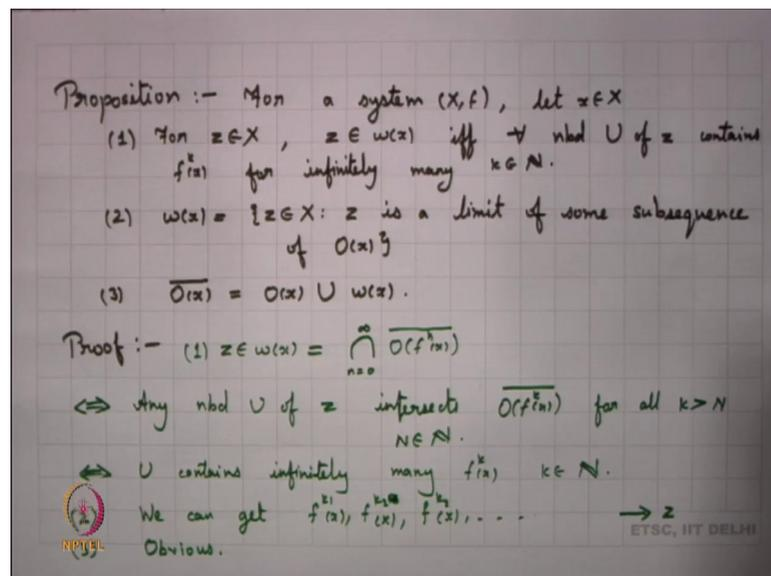 Proposition :- For a system (X,f), let x∈X
(1) For z∈X, z ∈ ω(x) iff ∀ nbd U of z contains
f^k(x) for infinitely many k∈ℕ.
(2) ω(x) = {z∈X: z is a limit of some subsequence
of O(x)}
(3) \overline{O(x)} = O(x) ∪ ω(x).
Proof :- (1) z∈ ω(x) = ⋂_{n=0}^{∞} \overline{O(f^n(x))}
⟺ Any nbd U of z intersects \overline{O(f^k(x))} for all k>N
N∈ℕ.
⟺ U contains infinitely many f^k(x) k∈ℕ.
(2) We can get f^{k_1}(x), f^{k_2}(x), f^{k_3}(x), ... → z
(3) Obvious.
NPTEL
ETSC, IIT DELHI